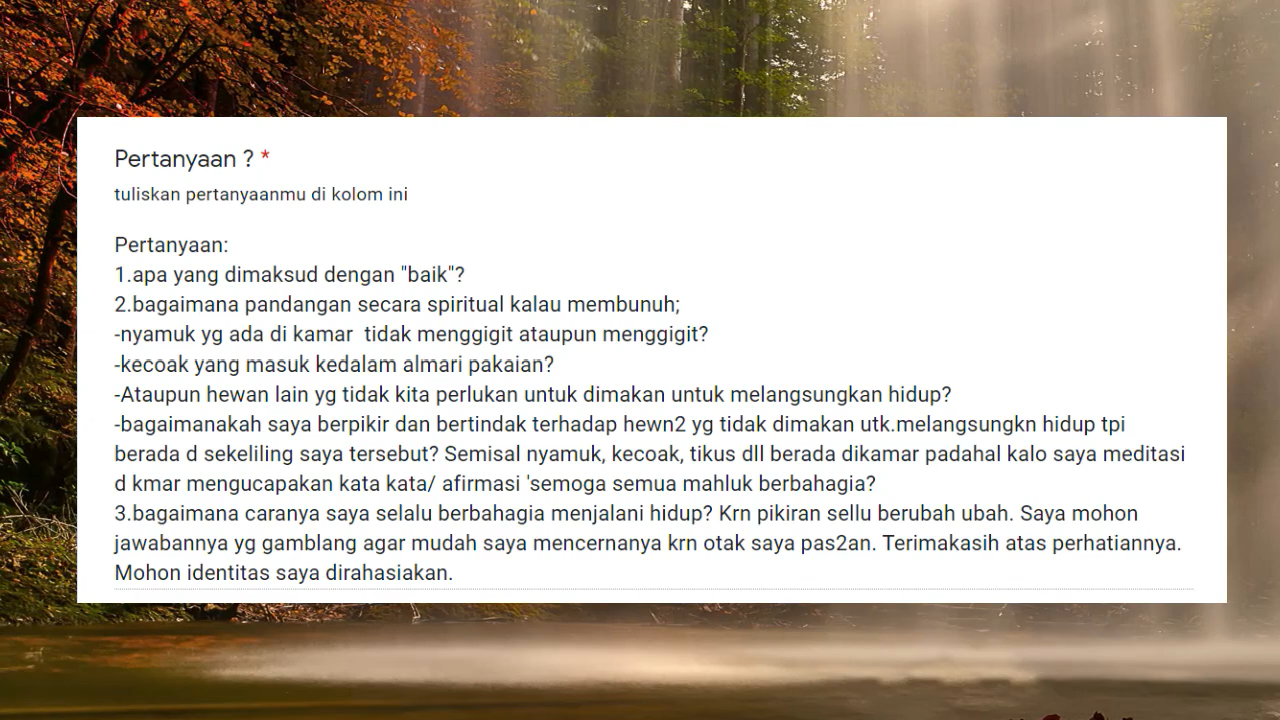 Pertanyaan ? *
tuliskan pertanyaanmu di kolom ini
Pertanyaan:
1.apa yang dimaksud dengan "baik"?
2.bagaimana pandangan secara spiritual kalau membunuh;
-nyamuk yg ada di kamar  tidak menggigit ataupun menggigit?
-kecoak yang masuk kedalam almari pakaian?
-Ataupun hewan lain yg tidak kita perlukan untuk dimakan untuk melangsungkan hidup?
-bagaimanakah saya berpikir dan bertindak terhadap hewn2 yg tidak dimakan utk.melangsungkn hidup tpi
berada d sekeliling saya tersebut? Semisal nyamuk, kecoak, tikus dll berada dikamar padahal kalo saya meditasi
d kmar mengucapakan kata kata/ afirmasi 'semoga semua mahluk berbahagia?
3.bagaimana caranya saya selalu berbahagia menjalani hidup? Krn pikiran sellu berubah ubah. Saya mohon
jawabannya yg gamblang agar mudah saya mencernanya krn otak saya pas2an. Terimakasih atas perhatiannya.
Mohon identitas saya dirahasiakan.